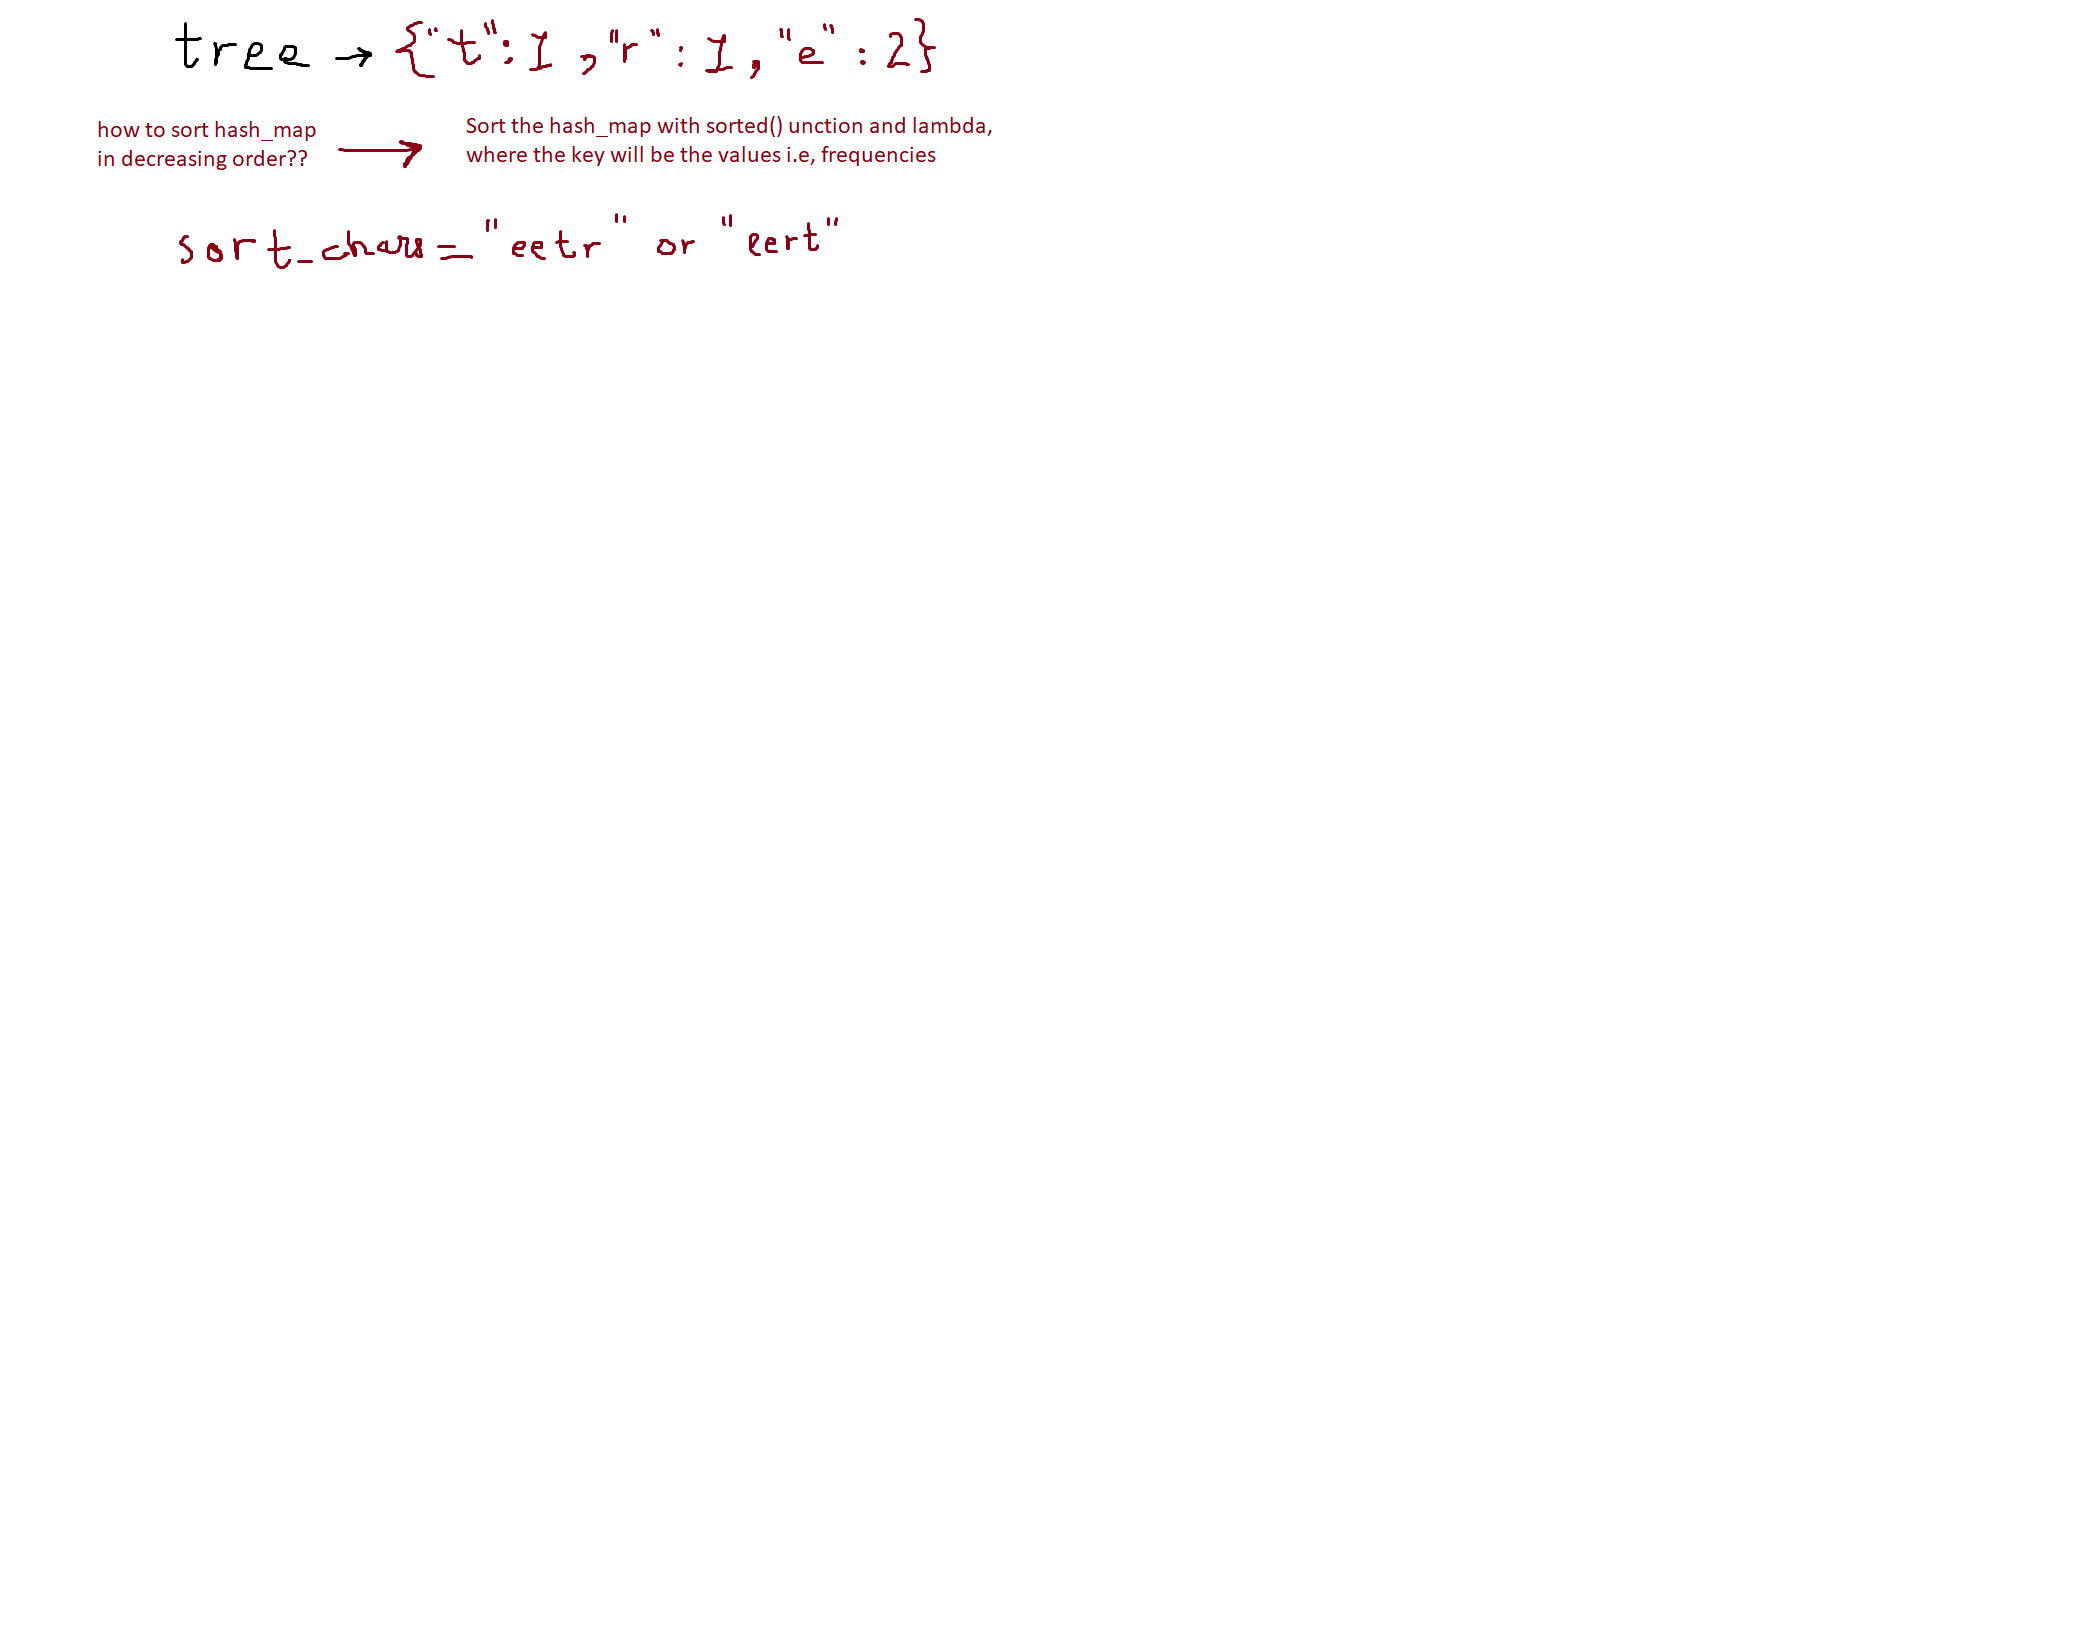 tree → {"t":1,"r":1,"e":2}
how to sort hash_map
in decreasing order??
Sort the hash_map with sorted() unction and lambda,
where the key will be the values i.e, frequencies
sort_chars="eetr" or "eert"